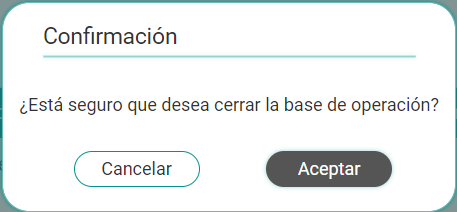 Confirmación
¿Está seguro que desea cerrar la base de operación?
Cancelar
Aceptar